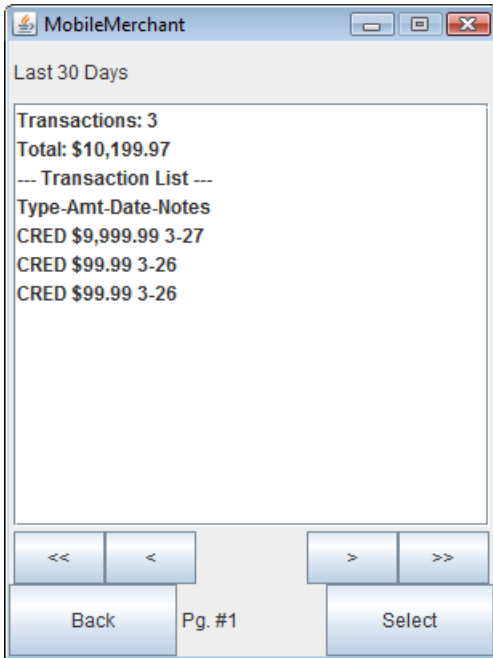 MobileMerchant
Last 30 Days
Transactions: 3
Total: $10,199.97
--- Transaction List ---
Type-Amt-Date-Notes
CRED $9,999.99 3-27
CRED $99.99 3-26
CRED $99.99 3-26
<< < > >>
Back Pg. #1 Select